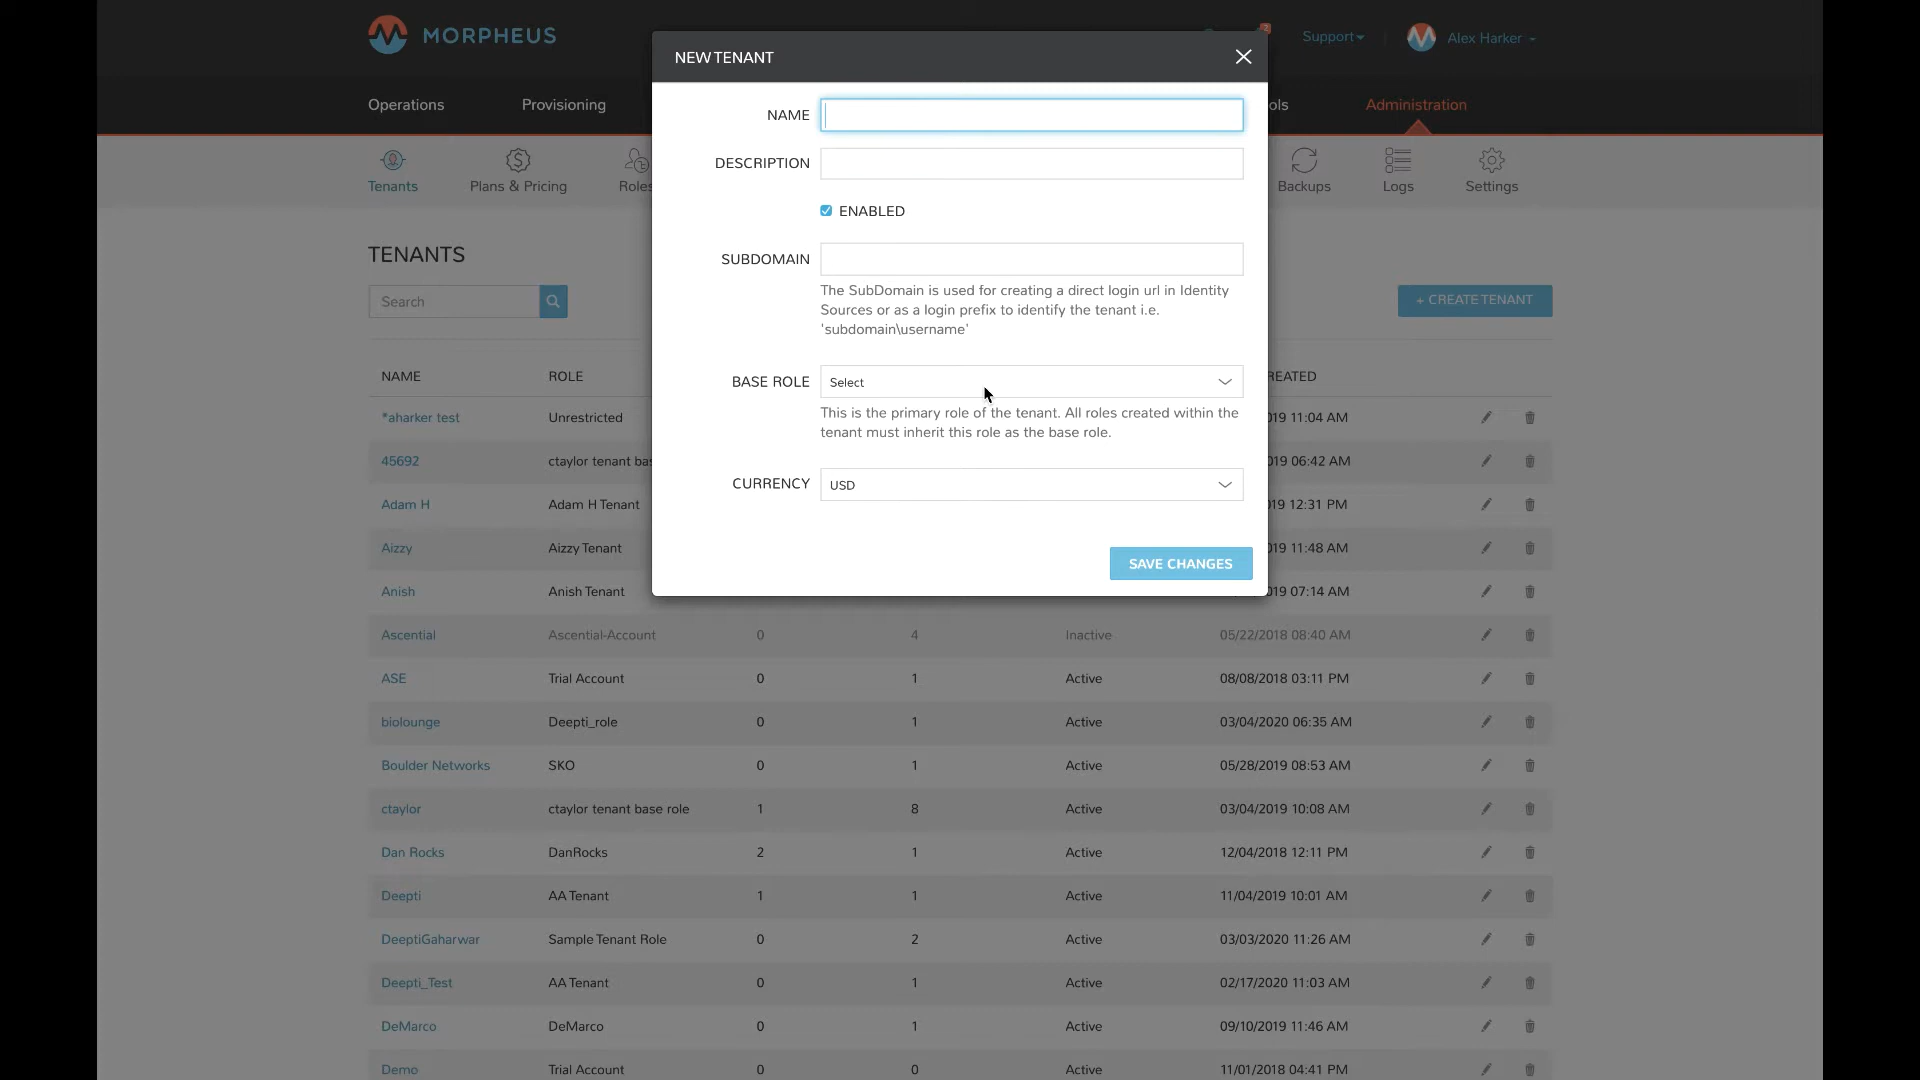 MORPHEUS
2
Support
Alex Harker
Operations
Provisioning
ols
Administration
Tenants
Plans & Pricing
Roles
Backups
Logs
Settings
TENANTS
Search
+ CREATE TENANT
NEW TENANT
NAME
DESCRIPTION
ENABLED
SUBDOMAIN
The SubDomain is used for creating a direct login url in Identity
Sources or as a login prefix to identify the tenant i.e.
'subdomain\username'
BASE ROLE Select
This is the primary role of the tenant. All roles created within the
tenant must inherit this role as the base role.
CURRENCY USD
SAVE CHANGES
NAME ROLE REATED
*aharker test Unrestricted 019 11:04 AM
45692 ctaylor tenant bas 019 06:42 AM
Adam H Adam H Tenant 019 12:31 PM
Aizzy Aizzy Tenant 019 11:48 AM
Anish Anish Tenant 019 07:14 AM
Ascential Ascential-Account 0 4 Inactive 05/22/2018 08:40 AM
ASE Trial Account 0 1 Active 08/08/2018 03:11 PM
biolounge Deepti_role 0 1 Active 03/04/2020 06:35 AM
Boulder Networks SKO 0 1 Active 05/28/2019 08:53 AM
ctaylor ctaylor tenant base role 1 8 Active 03/04/2019 10:08 AM
Dan Rocks DanRocks 2 1 Active 12/04/2018 12:11 PM
Deepti AA Tenant 1 1 Active 11/04/2019 10:01 AM
DeeptiGaharwar Sample Tenant Role 0 2 Active 03/03/2020 11:26 AM
Deepti_Test AA Tenant 0 1 Active 02/17/2020 11:03 AM
DeMarco DeMarco 0 1 Active 09/10/2019 11:46 AM
Demo Trial Account 0 0 Active 11/01/2018 04:41 PM